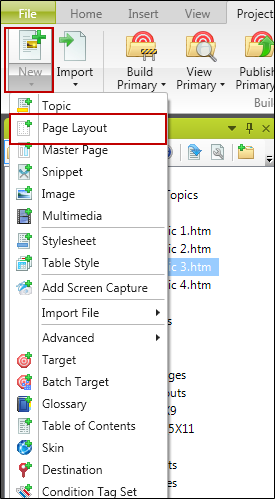 File Home Insert Project
New Import Build Primary View Primary Publish Primary
Buil
Topic
Page Layout
Master Page
Snippet
Image
Multimedia
Stylesheet
Table Style
Add Screen Capture
Import File
Advanced
Target
Batch Target
Glossary
Table of Contents
Skin
Destination
Condition Tag Set
Topics
ic 1.htm
ic 2.htm
ic 3.htm
ic 4.htm
s
ges
outs
X9
5X11
ts
s